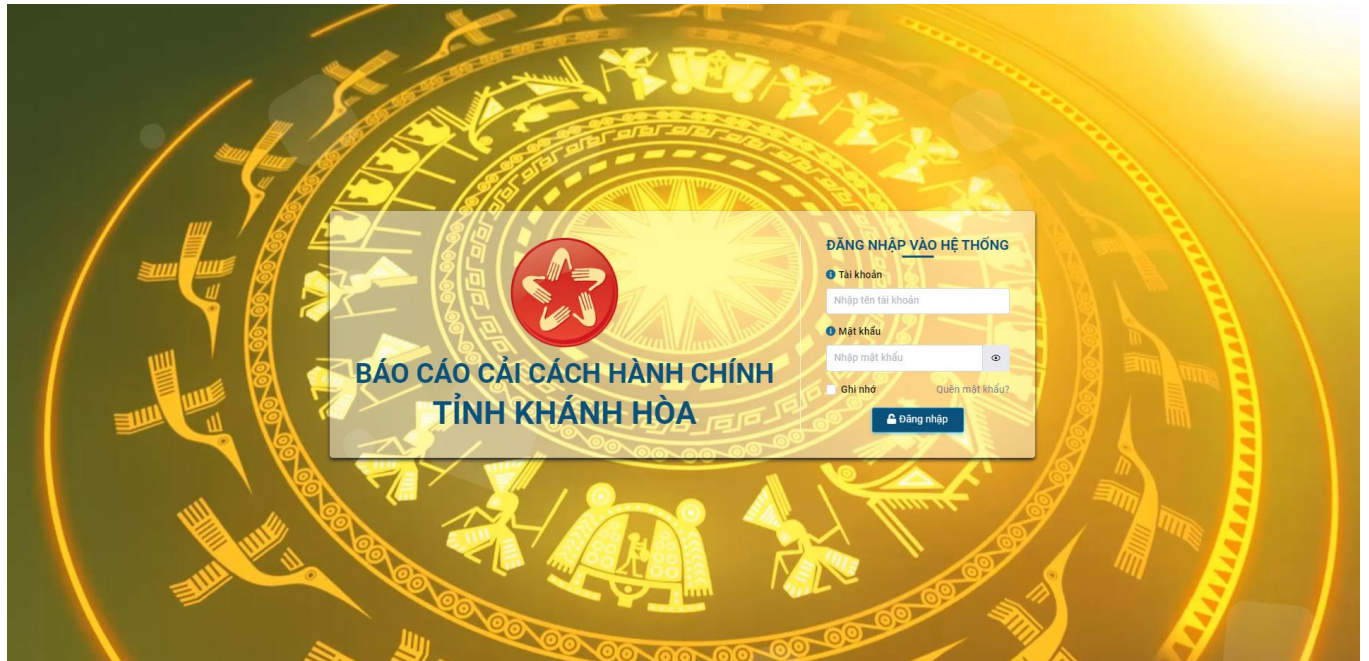 BÁO CÁO CẢI CÁCH HÀNH CHÍNH
TỈNH KHÁNH HÒA
ĐĂNG NHẬP VÀO HỆ THỐNG
Tài khoản
Nhập tên tài khoản
Mật khẩu
Nhập mật khẩu
Ghi nhớ Quên mật khẩu?
Đăng nhập